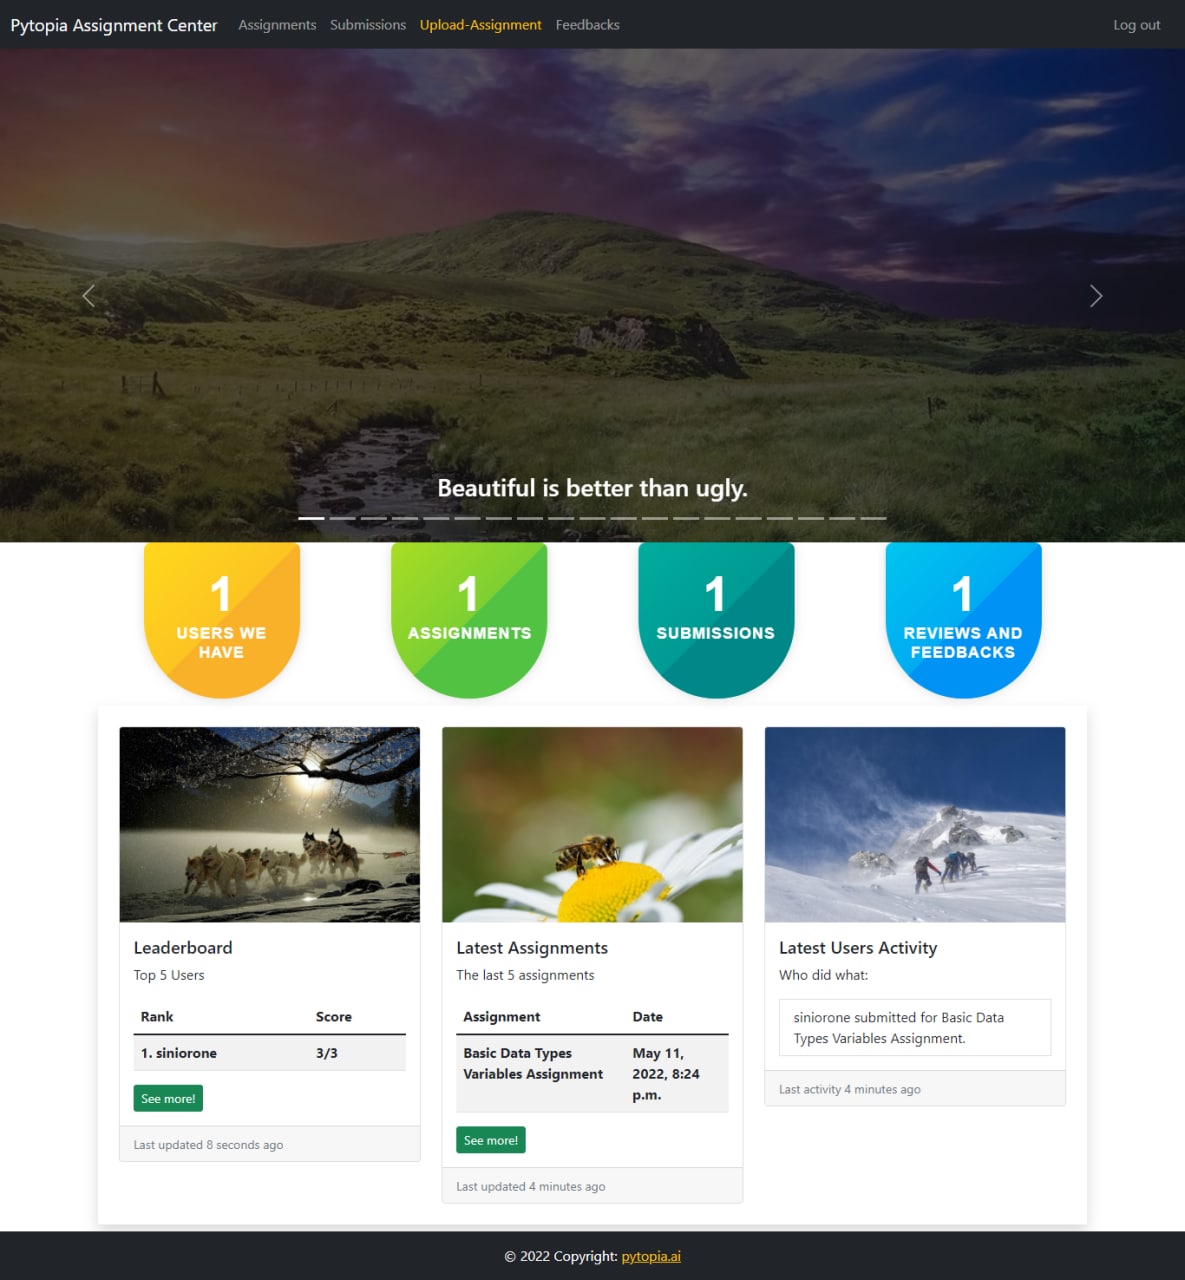 Pytopia Assignment Center Assignments Submissions Upload-Assignment Feedbacks Log out
Beautiful is better than ugly.
1
USERS WE
HAVE
1
ASSIGNMENTS
1
SUBMISSIONS
1
REVIEWS AND
FEEDBACKS
Leaderboard
Top 5 Users
Rank Score
1. siniorone 3/3
See more!
Last updated 8 seconds ago
Latest Assignments
The last 5 assignments
Assignment Date
Basic Data Types May 11,
Variables Assignment 2022, 8:24
p.m.
See more!
Last updated 4 minutes ago
Latest Users Activity
Who did what:
siniorone submitted for Basic Data
Types Variables Assignment.
Last activity 4 minutes ago
© 2022 Copyright: pytopia.ai